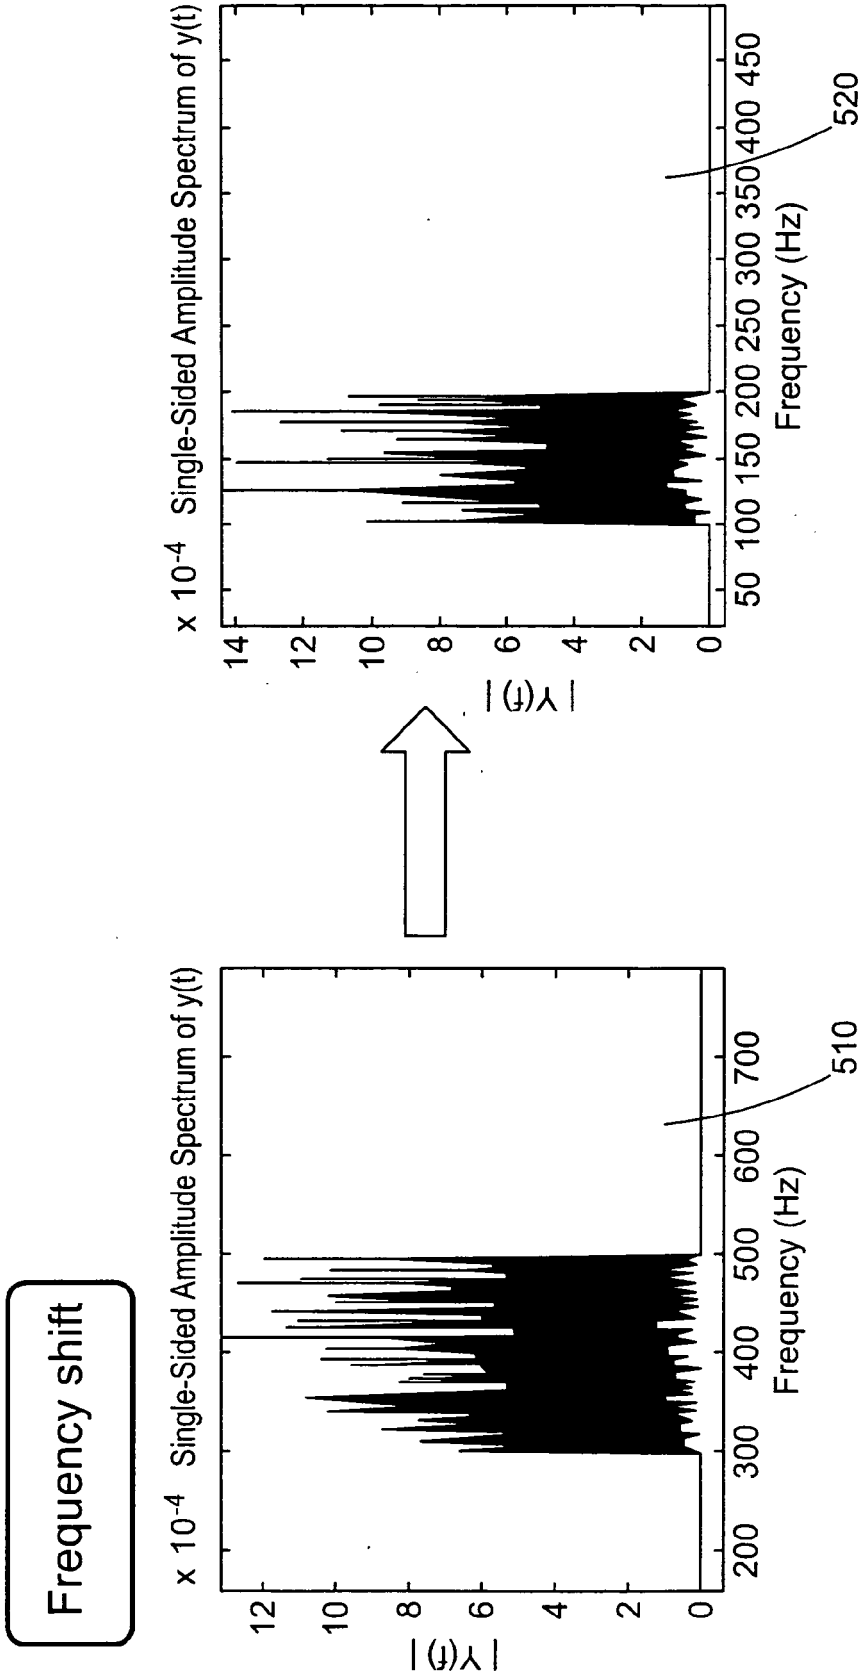 Frequency shift
x 10-4 Single-Sided Amplitude Spectrum of y(t)
12
10
8
6
4
2
0
| Y(f) |
200 300 400 500 600 700
Frequency (Hz)
510
x 10-4 Single-Sided Amplitude Spectrum of y(t)
14
12
10
8
6
4
2
0
| Y(f) |
50 100 150 200 250 300 350 400 450
Frequency (Hz)
520